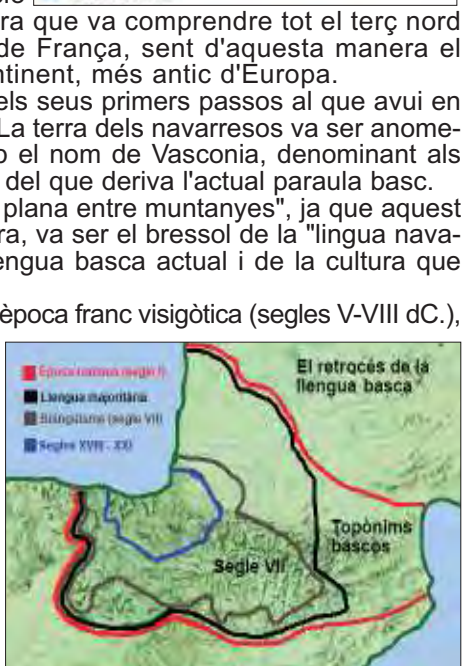 ra que va comprendre tot el terç nord
de França, sent d'aquesta manera el
ntinent, més antic d'Europa.
els seus primers passos al que avui en
La terra dels navarresos va ser anome-
o el nom de Vasconia, denominant als
del que deriva l'actual paraula basc.
plana entre muntanyes", ja que aquest
ra, va ser el bressol de la "lingua nava-
engua basca actual i de la cultura que
època franc visigòtica (segles V-VIII dC.),
Època romana (segle I)
Llengua majoritària
Bilingüisme (segle VII)
Segles XVIII - XXI
El retrocés de la
llengua basca
Topònims
bascos
Segle VII